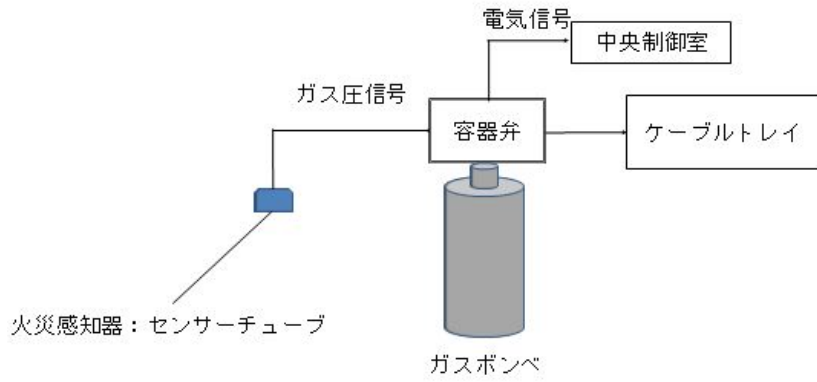 電気信号
中央制御室
ガス圧信号
容器弁
ケーブルトレイ
火災感知器：センサーチューブ
ガスボンベ